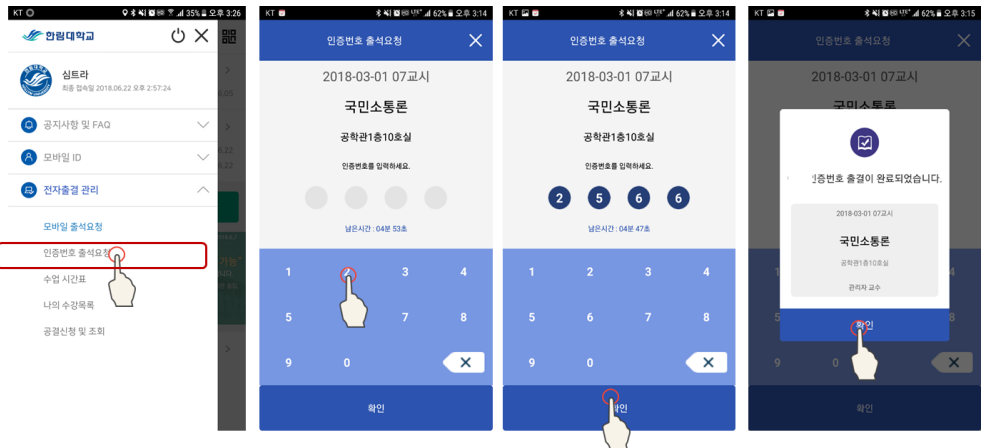 KT 35% 오후 3:26
한림대학교
심트라
최종 접속일 2018.06.22 오후 2:57:24
공지사항 및 FAQ
모바일 ID
전자출결 관리
모바일 출석요청
인증번호 출석요청
수업 시간표
나의 수강목록
공결신청 및 조회
KT 62% 오후 3:14
인증번호 출석요청
2018-03-01 07교시
국민소통론
공학관1층10호실
인증번호를 입력하세요.
남은시간 : 04분 53초
1 2 3 4
5 7 8
9 0
확인
KT 62% 오후 3:14
인증번호 출석요청
2018-03-01 07교시
국민소통론
공학관1층10호실
인증번호를 입력하세요.
2 5 6 6
남은시간 : 04분 47초
1 2 3 4
5 6 7 8
9 0
확인
KT 62% 오후 3:15
인증번호 출석요청
2018-03-01 07교시
국민소통론
인증번호 출결이 완료되었습니다.
2018-03-01 07교시
국민소통론
공학관1층10호실
관리자 교수
확인
1 4
5 8
9 0
확인